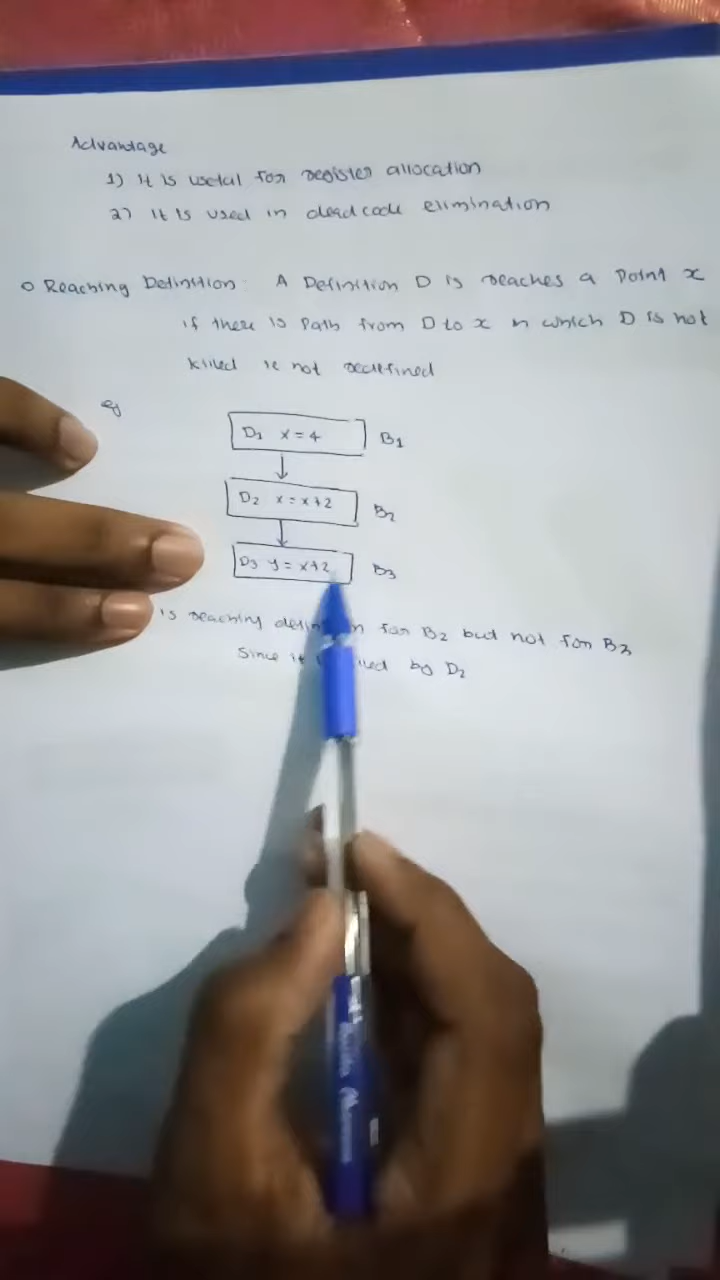 Advantage
1) It is useful for register allocation
2) It is used in deadcode elimination
o Reaching Definition: A Definition D is reaches a Point x
if there is Path from D to x in which D is not
killed ie not redefined
eg
D1 x = 4 B1
D2 x = x+2 B2
D3 y = x+2 B3
is reaching for B2 but not for B3
Since it by D2